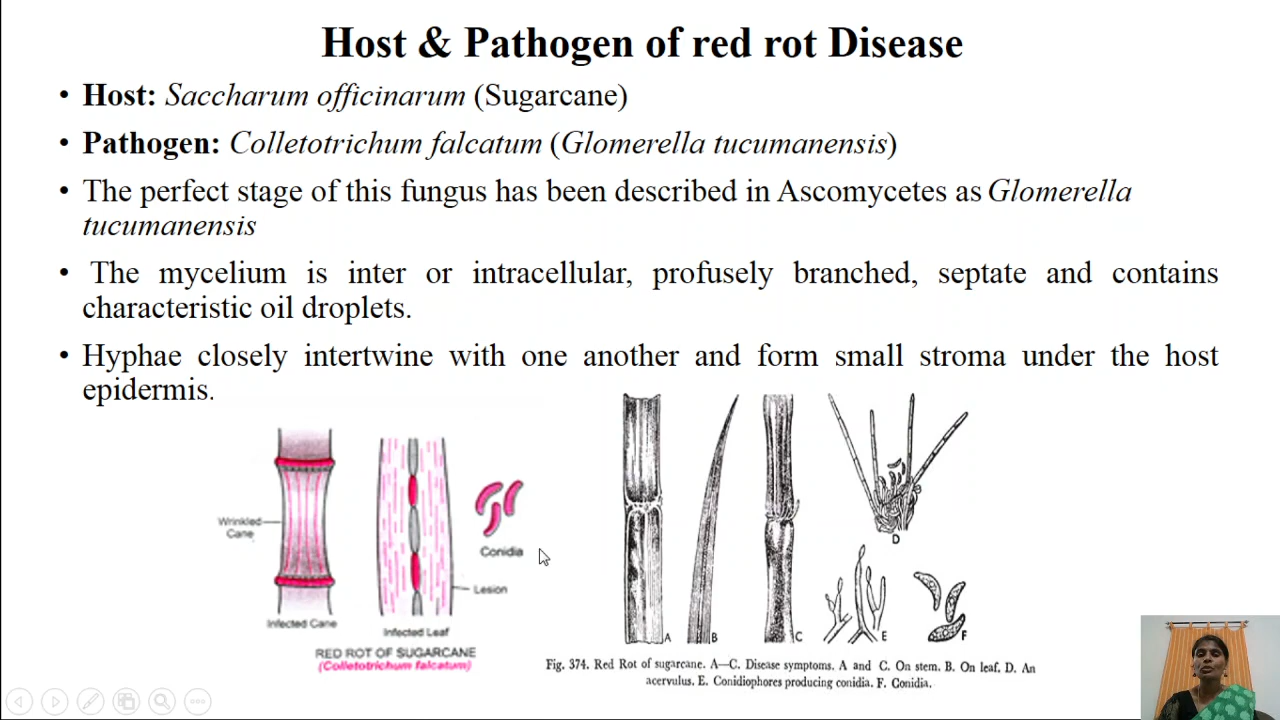 Host & Pathogen of red rot Disease
• Host: Saccharum officinarum (Sugarcane)
• Pathogen: Colletotrichum falcatum (Glomerella tucumanensis)
• The perfect stage of this fungus has been described in Ascomycetes as Glomerella
tucumanensis
• The mycelium is inter or intracellular, profusely branched, septate and contains
characteristic oil droplets.
• Hyphae closely intertwine with one another and form small stroma under the host
epidermis.
Wrinkled
Cane
Conidia
Lesion
Infected Cane
Infected Leaf
RED ROT OF SUGARCANE
(Colletotrichum falcatum)
A
B
C
D
E
F
Fig. 374. Red Rot of sugarcane. A—C. Disease symptoms. A and C. On stem. B. On leaf. D. An
acervulus. E. Conidiophores producing conidia. F. Conidia.